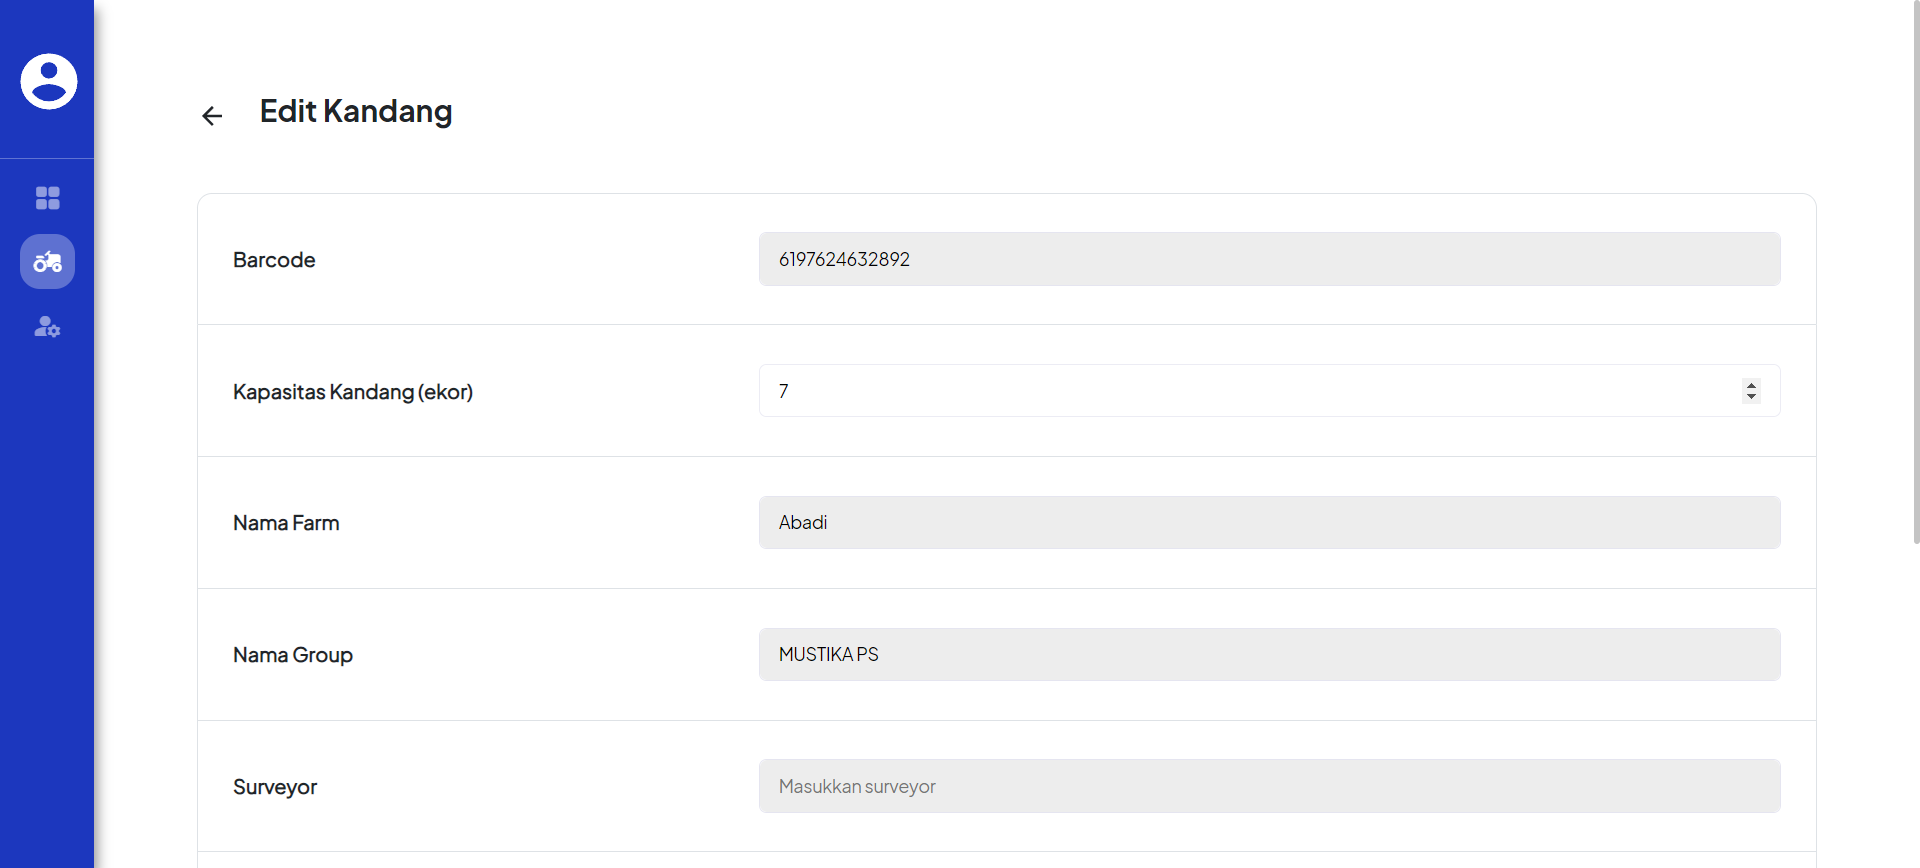 Edit Kandang
Barcode
6197624632892
Kapasitas Kandang (ekor)
7
Nama Farm
Abadi
Nama Group
MUSTIKA PS
Surveyor
Masukkan surveyor